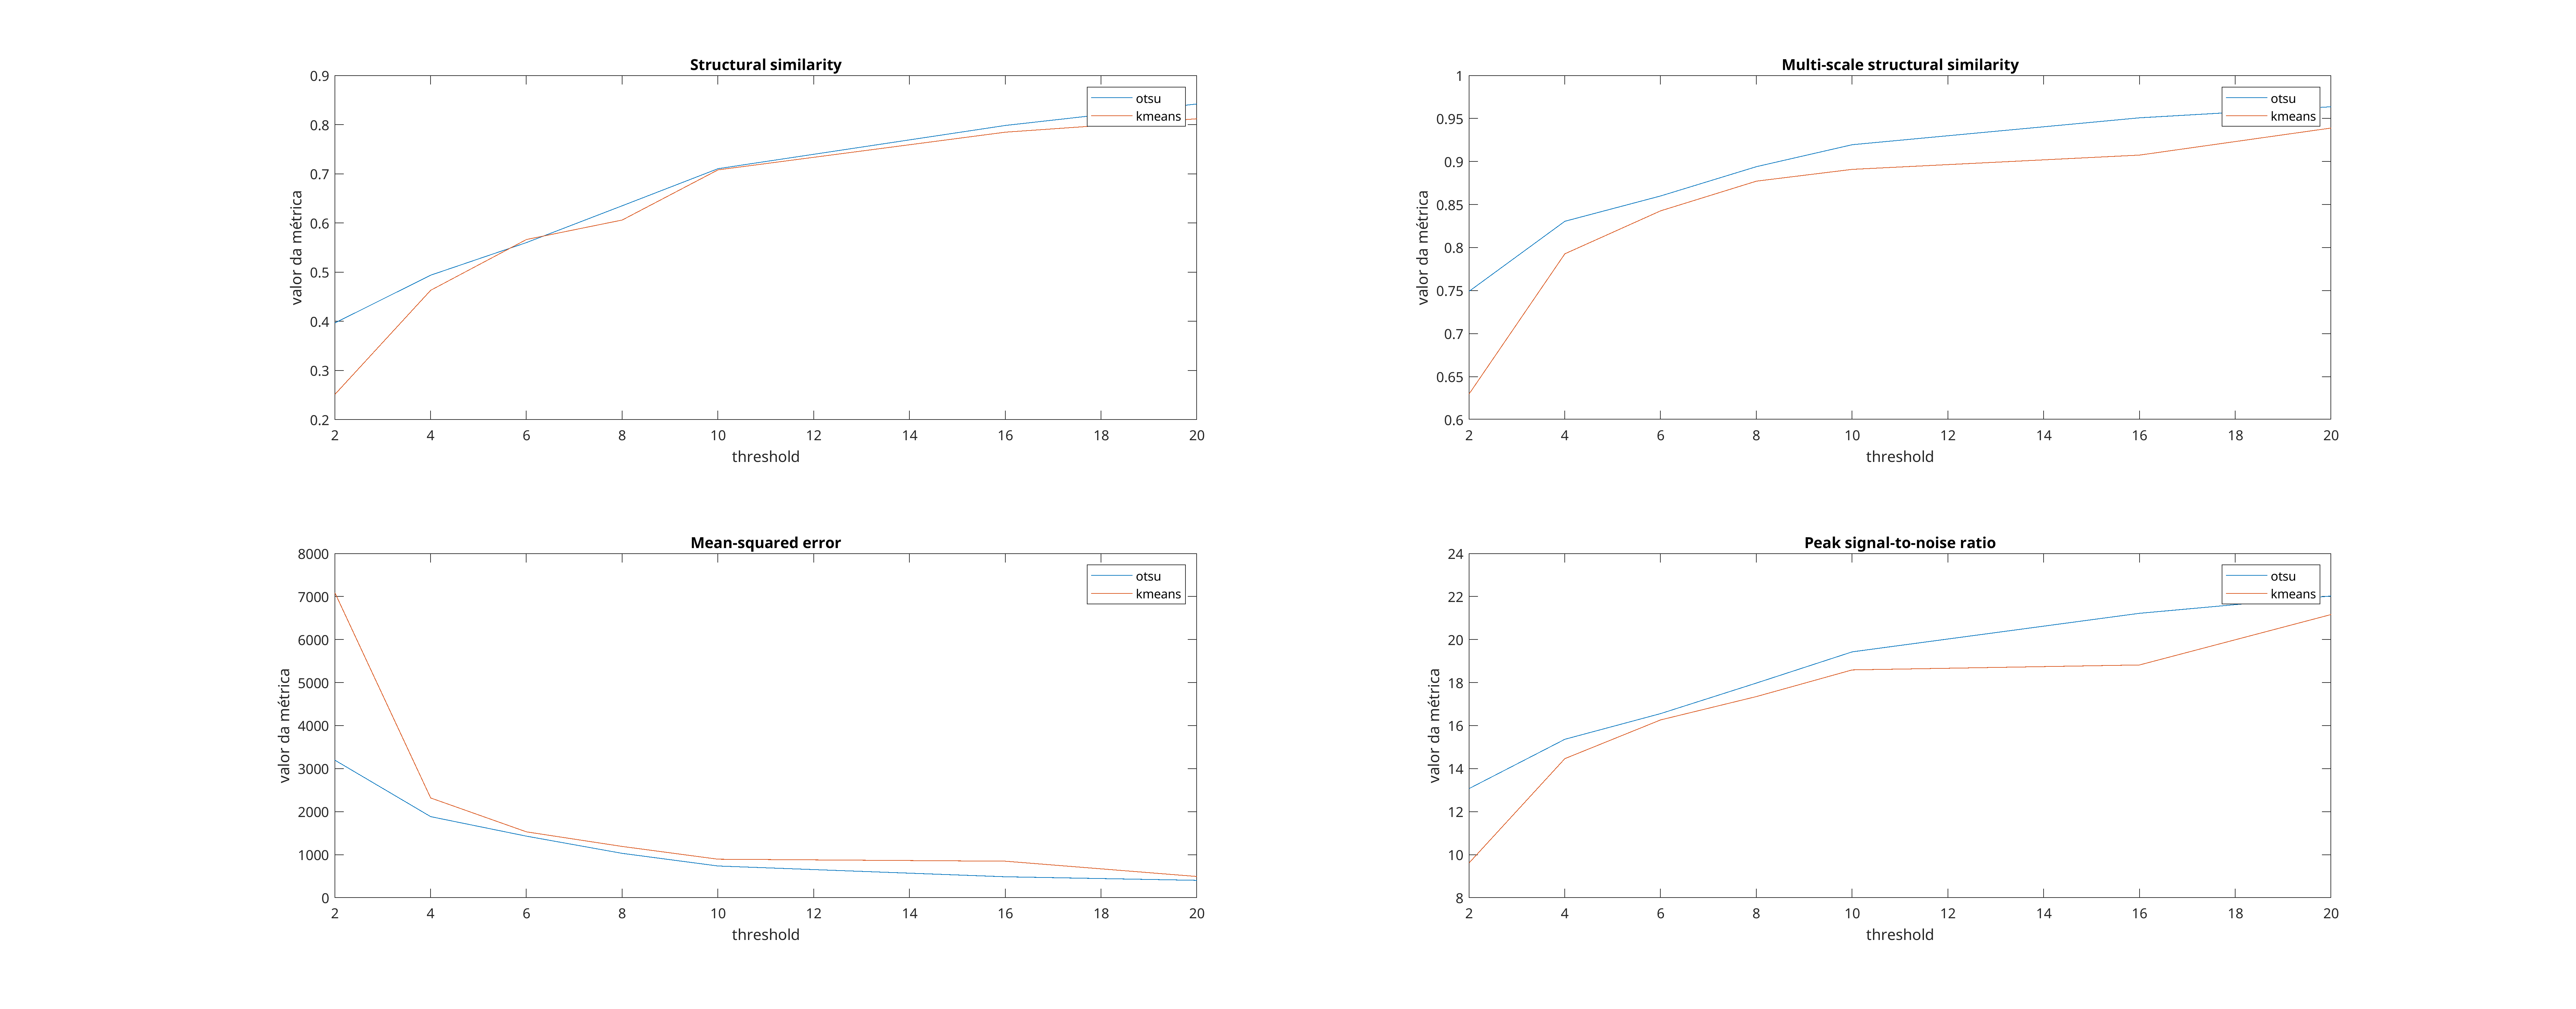 Structural similarity
0.9
0.8
0.7
0.6
0.5
0.4
0.3
0.2
valor da métrica
2 4 6 8 10 12 14 16 18 20
threshold
otsu
kmeans
Multi-scale structural similarity
1
0.95
0.9
0.85
0.8
0.75
0.7
0.65
0.6
valor da métrica
2 4 6 8 10 12 14 16 18 20
threshold
otsu
kmeans
Mean-squared error
8000
7000
6000
5000
4000
3000
2000
1000
0
valor da métrica
2 4 6 8 10 12 14 16 18 20
threshold
otsu
kmeans
Peak signal-to-noise ratio
24
22
20
18
16
14
12
10
8
valor da métrica
2 4 6 8 10 12 14 16 18 20
threshold
otsu
kmeans